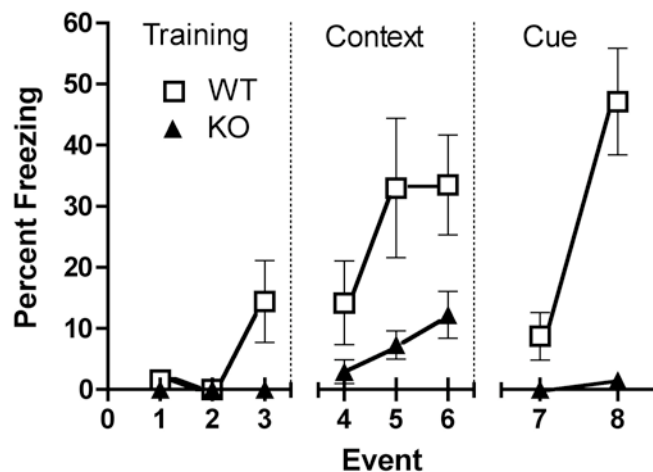 60
50
40
30
20
10
0
Percent Freezing
Training
WT
KO
Context
Cue
0 1 2 3 4 5 6 7 8
Event